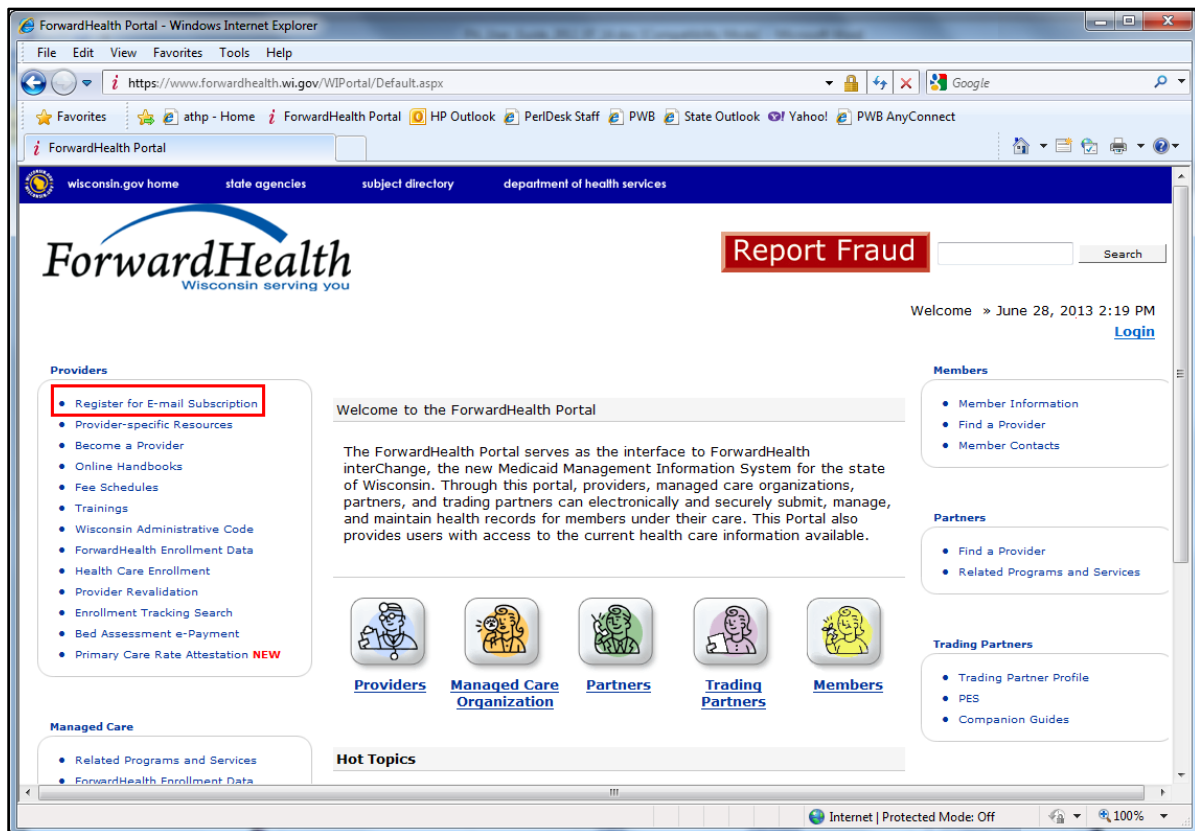 ForwardHealth Portal - Windows Internet Explorer
File Edit View Favorites Tools Help
https://www.forwardhealth.wi.gov/WIPortal/Default.aspx
Google
Favorites athp - Home ForwardHealth Portal HP Outlook PerlDesk Staff PWB State Outlook Yahoo! PWB AnyConnect
ForwardHealth Portal
wisconsin.gov home state agencies subject directory department of health services
ForwardHealth
Wisconsin serving you
Report Fraud
Search
Welcome » June 28, 2013 2:19 PM
Login
Providers
Register for E-mail Subscription
Provider-specific Resources
Become a Provider
Online Handbooks
Fee Schedules
Trainings
Wisconsin Administrative Code
ForwardHealth Enrollment Data
Health Care Enrollment
Provider Revalidation
Enrollment Tracking Search
Bed Assessment e-Payment
Primary Care Rate Attestation NEW
Managed Care
Related Programs and Services
ForwardHealth Enrollment Data
Welcome to the ForwardHealth Portal
The ForwardHealth Portal serves as the interface to ForwardHealth
interChange, the new Medicaid Management Information System for the state
of Wisconsin. Through this portal, providers, managed care organizations,
partners, and trading partners can electronically and securely submit, manage,
and maintain health records for members under their care. This Portal also
provides users with access to the current health care information available.
Providers
Managed Care
Organization
Partners
Trading
Partners
Members
Hot Topics
Members
Member Information
Find a Provider
Member Contacts
Partners
Find a Provider
Related Programs and Services
Trading Partners
Trading Partner Profile
PES
Companion Guides
Internet | Protected Mode: Off
100%